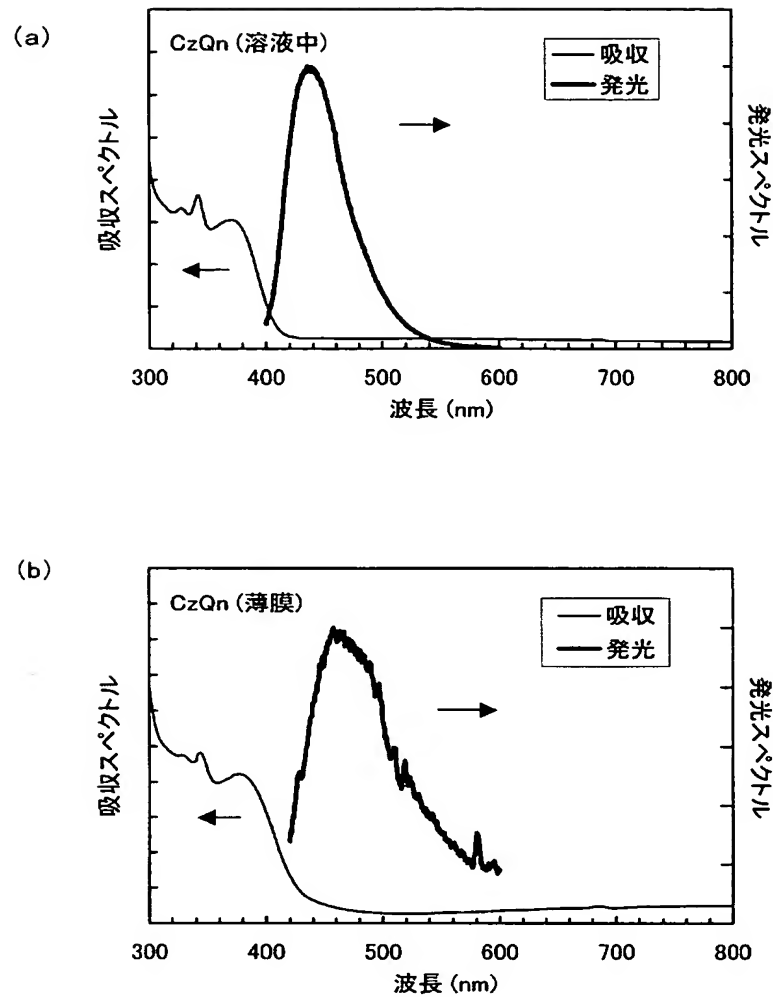 (a)
CzQn (溶液中)
吸収
発光
吸収スペクトル
発光スペクトル
300 400 500 600 700 800
波長 (nm)
(b)
CzQn (薄膜)
吸収
発光
吸収スペクトル
発光スペクトル
300 400 500 600 700 800
波長 (nm)